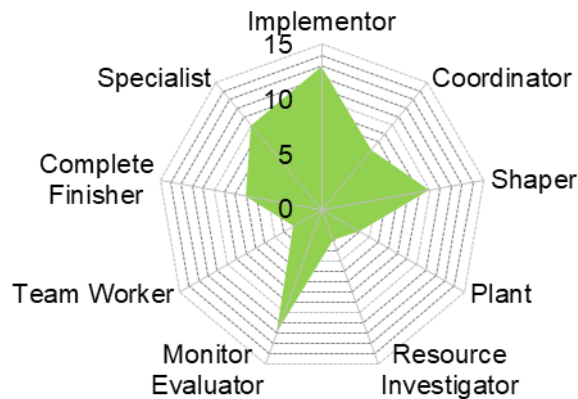 Implementor
15
Specialist
Coordinator
10
Complete
Finisher
5
Shaper
0
Team Worker
Plant
Monitor
Evaluator
Resource
Investigator